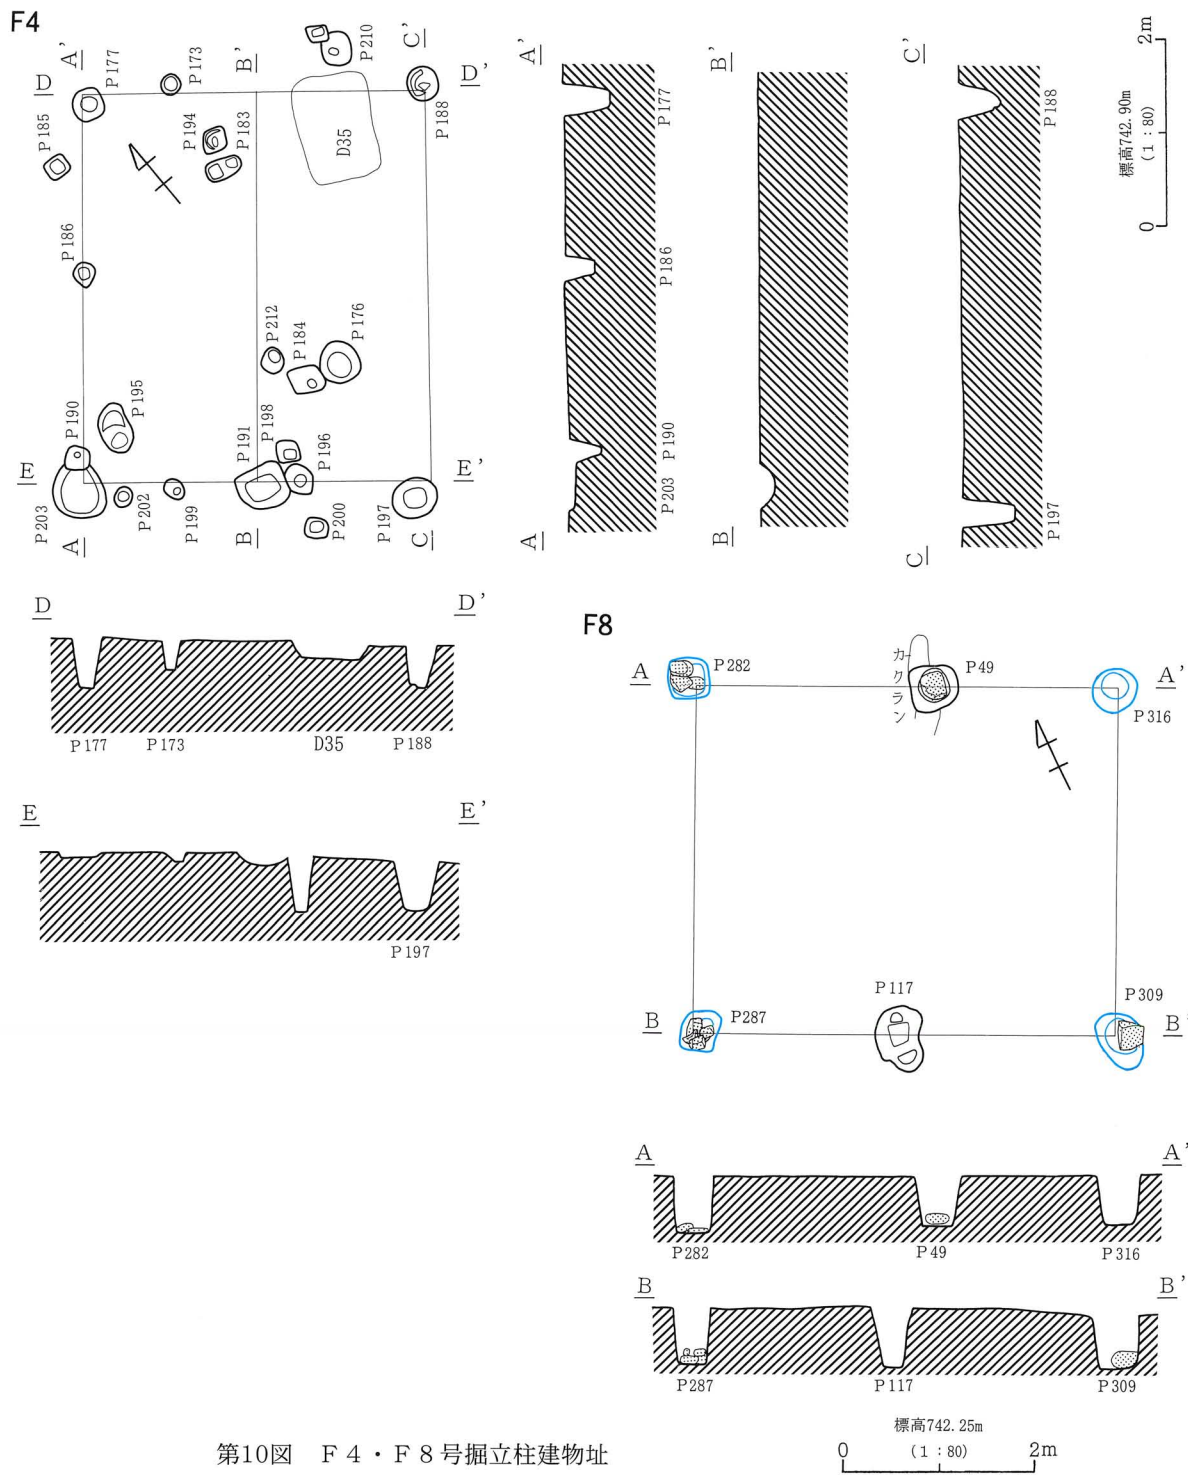 F4
A'
P177
P173
B'
P210
C'
D
D'
P185
P194
P183
D35
P188
P186
P212
P184
P176
P190
P195
P191
P198
P196
E
E'
P203
A
P202
P199
B
P200
P197
C
A'
P177
P186
P190
P203
A
B'
B
C'
P188
P197
C
2m
標高742.90m
(1:80)
0
D
D'
P177
P173
D35
P188
E
E'
P197
F8
A
P282
カクラン
P49
A'
P316
B
P287
P117
P309
B'
A
A'
P282
P49
P316
B
B'
P287
P117
P309
標高742.25m
0
(1:80)
2m
第10図 F4・F8号掘立柱建物址